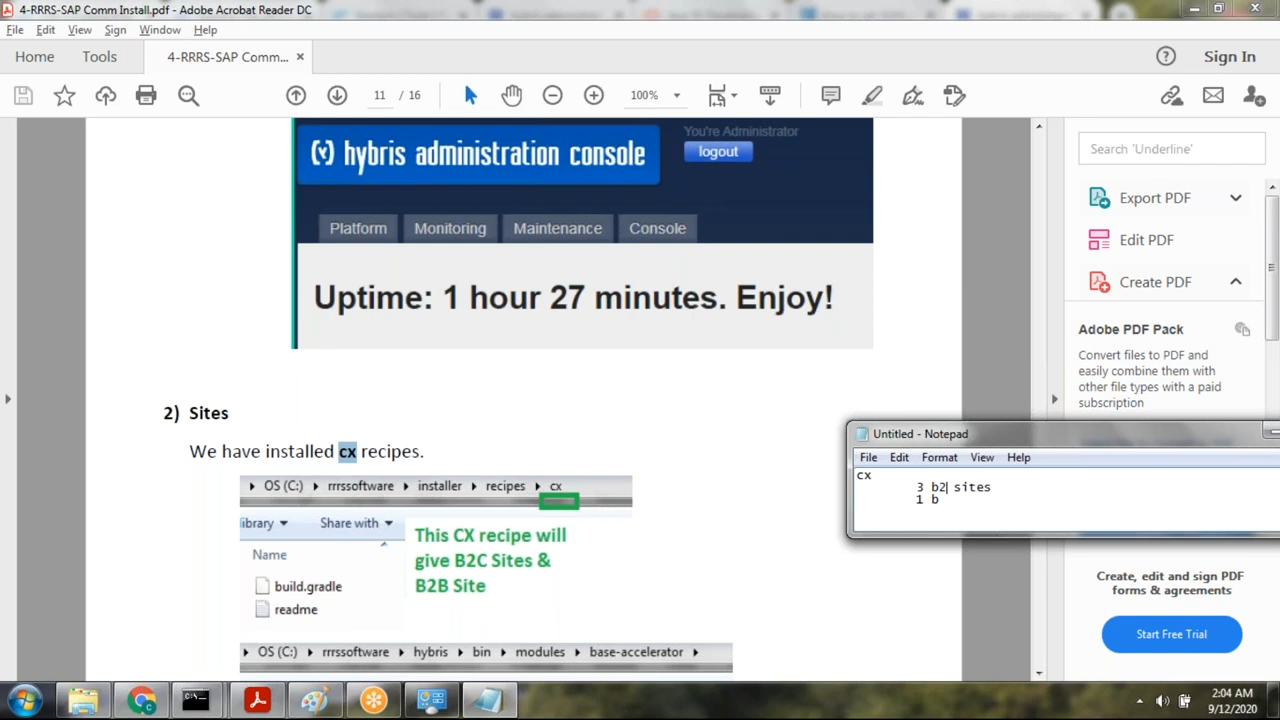 4-RRRS-SAP Comm Install.pdf - Adobe Acrobat Reader DC
File Edit View Sign Window Help
Home Tools 4-RRRS-SAP Comm... × Sign In
11 / 16 100%
You're Administrator
(v) hybris administration console
logout
Platform Monitoring Maintenance Console
Uptime: 1 hour 27 minutes. Enjoy!
2) Sites
We have installed cx recipes.
OS (C:) rrrssoftware installer recipes cx
ibrary Share with
Name
build.gradle
readme
This CX recipe will
give B2C Sites &
B2B Site
OS (C:) rrrssoftware hybris bin modules base-accelerator
Search 'Underline'
Export PDF
Edit PDF
Create PDF
Adobe PDF Pack
Convert files to PDF and
easily combine them with
other file types with a paid
subscription
Untitled - Notepad
File Edit Format View Help
cx
3 b2 sites
1 b
Create, edit and sign PDF
forms & agreements
Start Free Trial
C:\
2:04 AM
9/12/2020